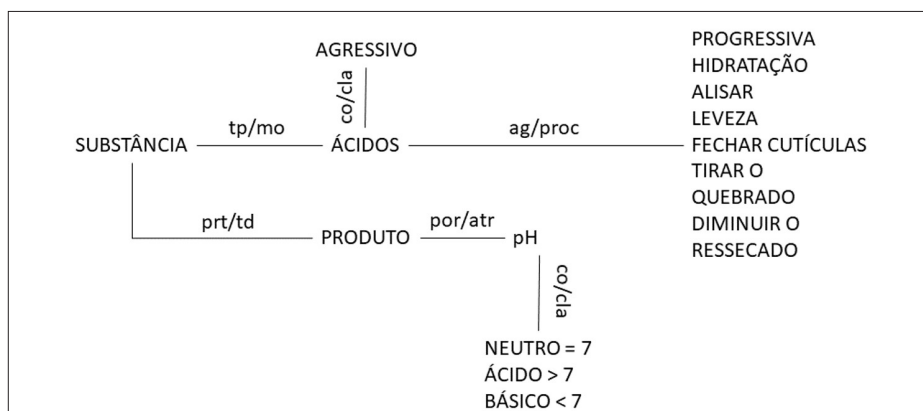 AGRESSIVO
co/cla
SUBSTÂNCIA
tp/mo
ÁCIDOS
ag/proc
PROGRESSIVA
HIDRATAÇÃO
ALISAR
LEVEZA
FECHAR CUTÍCULAS
TIRAR O
QUEBRADO
DIMINUIR O
RESSECADO
prt/td
PRODUTO
por/atr
pH
co/cla
NEUTRO = 7
ÁCIDO > 7
BÁSICO < 7